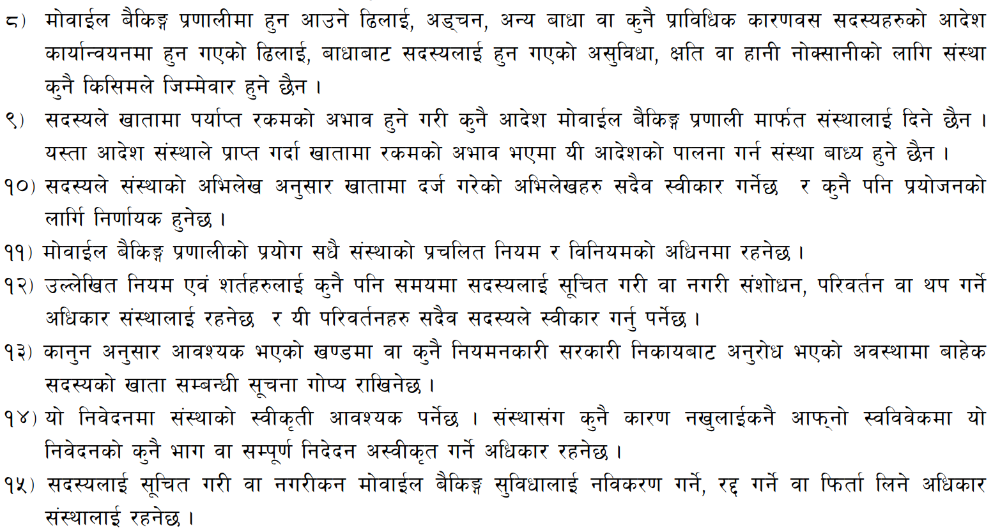 ८) मोवाईल बैकिङ्ग प्रणालीमा हुन आउने ढिलाई, अड्चन, अन्य बाधा वा कुनै प्राविधिक कारणवस सदस्यहरुको आदेश
कार्यान्वयनमा हुन गएको ढिलाई, बाधाबाट सदस्यलाई हुन गएको असुविधा, क्षति वा हानी नोक्सानीको लागि संस्था
कुनै किसिमले जिम्मेवार हुने छैन ।
९) सदस्यले खातामा पर्याप्त रकमको अभाव हुने गरी कुनै आदेश मोवाईल बैकिङ्ग प्रणाली मार्फत संस्थालाई दिने छैन ।
यस्ता आदेश संस्थाले प्राप्त गर्दा खातामा रकमको अभाव भएमा यी आदेशको पालना गर्न संस्था बाध्य हुने छैन ।
१०) सदस्यले संस्थाको अभिलेख अनुसार खातामा दर्ज गरेको अभिलेखहरु सदैव स्वीकार गर्नेछ र कुनै पनि प्रयोजनको
लार्गि निर्णायक हुनेछ ।
११) मोवाईल बैकिङ्ग प्रणालीको प्रयोग सधै संस्थाको प्रचलित नियम र विनियमको अधिनमा रहनेछ ।
१२) उल्लेखित नियम एवं शर्तहरुलाई कुनै पनि समयमा सदस्यलाई सूचित गरी वा नगरी संशोधन, परिवर्तन वा थप गर्ने
अधिकार संस्थालाई रहनेछ र यी परिवर्तनहरु सदैव सदस्यले स्वीकार गर्नु पर्नेछ ।
१३) कानुन अनुसार आवश्यक भएको खण्डमा वा कुनै नियमनकारी सरकारी निकायबाट अनुरोध भएको अवस्थामा बाहेक
सदस्यको खाता सम्बन्धी सूचना गोप्य राखिनेछ ।
१४) यो निवेदनमा संस्थाको स्वीकृती आवश्यक पर्नेछ । संस्थासंग कुनै कारण नखुलाईकनै आफ्‌नो स्वविवेकमा यो
निवेदनको कुनै भाग वा सम्पूर्ण निदेदन अस्वीकृत गर्ने अधिकार रहनेछ ।
१५) सदस्यलाई सूचित गरी वा नगरीकन मोवाईल बैकिङ्ग सुविधालाई नविकरण गर्ने, रद्द गर्ने वा फिर्ता लिने अधिकार
संस्थालाई रहनेछ ।